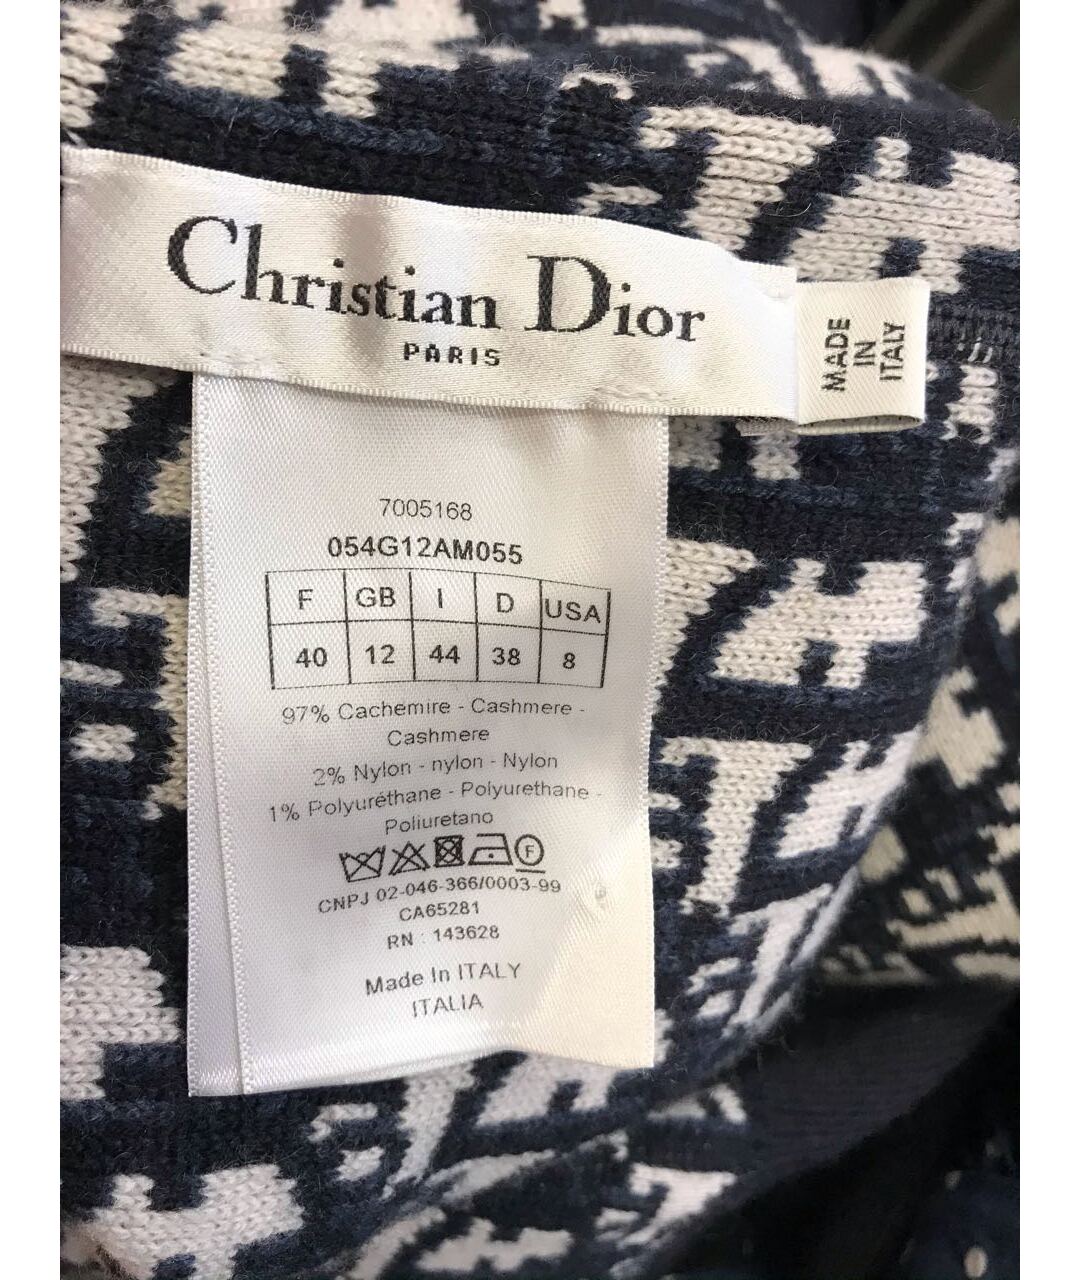 Christian Dior
PARIS
MADE
IN
ITALY
7005168
054G12AM055
F GB I D USA
40 12 44 38 8
97% Cachemire - Cashmere -
Cashmere
2% Nylon - nylon - Nylon
1% Polyuréthane - Polyurethane -
Poliuretano
F
CNPJ 02-046-366/0003-99
CA65281
RN : 143628
Made In ITALY
ITALIA